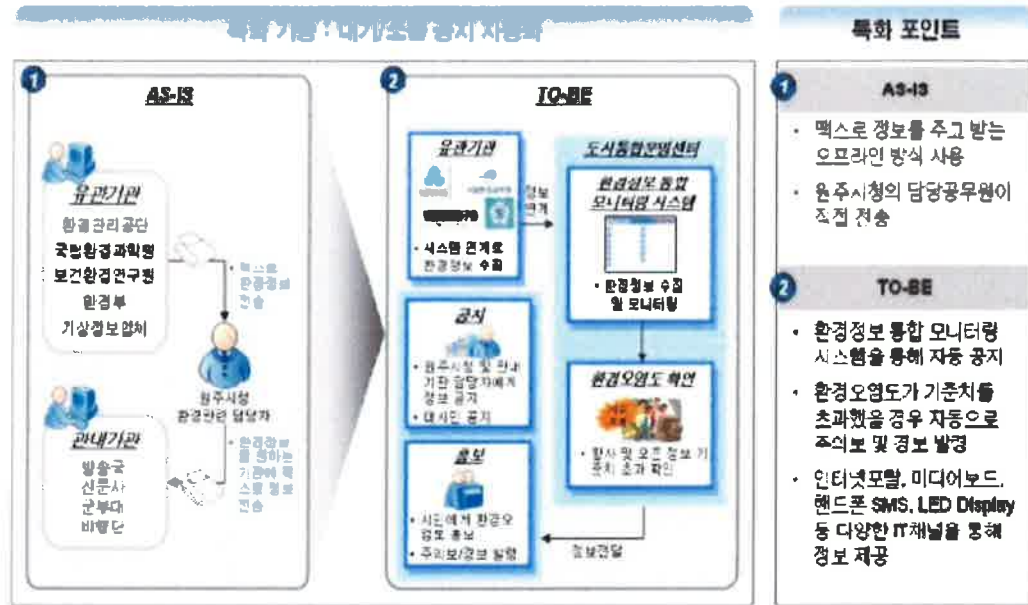 특화 기능 : 대기/오존 공지 자동화
특화 포인트
1
AS-IS
유관기관
환경관리공단
국립환경과학원
보건환경연구원
환경부
기상정보업체
팩스로
환경정보
전송
원주시청
환경관련 담당자
관내기관
방송국
신문사
군부대
비행단
환경정보
를 원하는
기관에 팩
스로 정보
전송
2
TO-BE
유관기관
• 시스템 연계로
환경정보 수집
정보
연계
도시통합운영센터
환경정보 통합
모니터링 시스템
• 환경정보 수집
및 모니터링
공지
• 원주시청 및 관내
기관 담당자에게
정보 공지
• 대시민 공지
환경오염도 확인
• 황사 및 오존 정보 기
준치 초과 확인
홍보
• 시민에게 환경오
염도 홍보
• 주의보/경보 발령
정보전달
1
AS-IS
• 팩스로 정보를 주고 받는
오프라인 방식 사용
• 원주시청의 담당공무원이
직접 전송
2
TO-BE
• 환경정보 통합 모니터링
시스템을 통해 자동 공지
• 환경오염도가 기준치를
초과했을 경우 자동으로
주의보 및 경보 발령
• 인터넷포탈, 미디어보드,
핸드폰 SMS, LED Display
등 다양한 IT채널을 통해
정보 제공